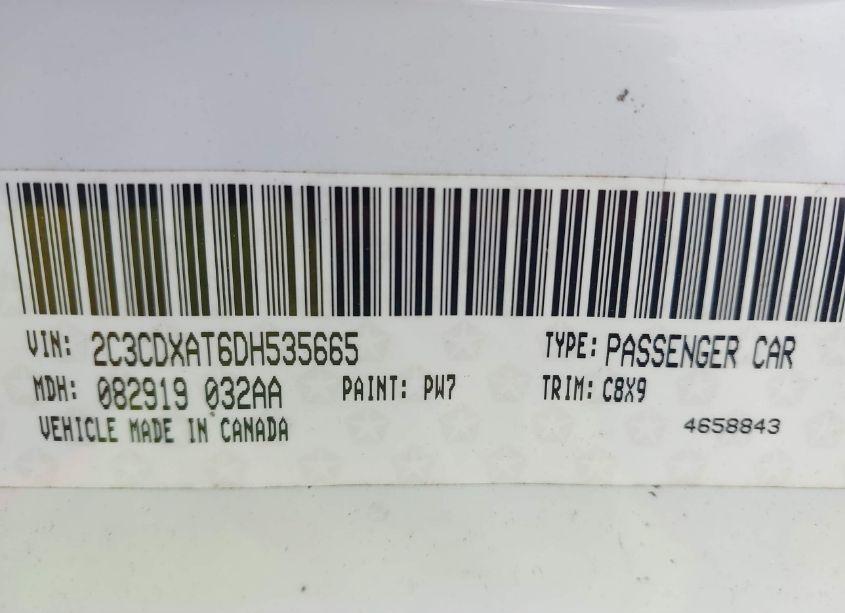 VIN: 2C3CDXAT6DH535665 TYPE: PASSENGER CAR
MDH: 082919 032AA PAINT: PW7 TRIM: C8X9
VEHICLE MADE IN CANADA 4658843